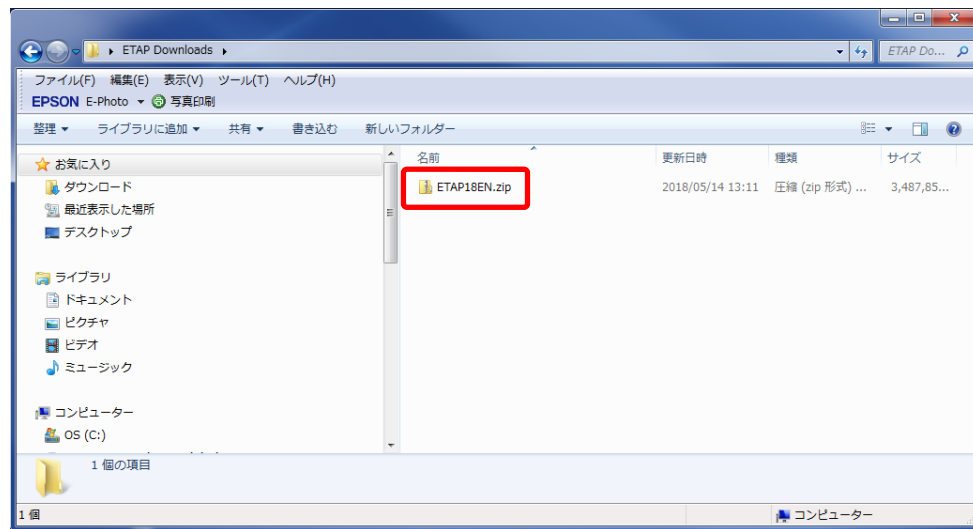 ETAP Downloads
ETAP Do...
ファイル(F) 編集(E) 表示(V) ツール(T) ヘルプ(H)
EPSON E-Photo 写真印刷
整理 ライブラリに追加 共有 書き込む 新しいフォルダー
お気に入り
ダウンロード
最近表示した場所
デスクトップ
ライブラリ
ドキュメント
ピクチャ
ビデオ
ミュージック
コンピューター
OS (C:)
名前 更新日時 種類 サイズ
ETAP18EN.zip 2018/05/14 13:11 圧縮 (zip 形式) ... 3,487,85...
1 個の項目
1 個 コンピューター